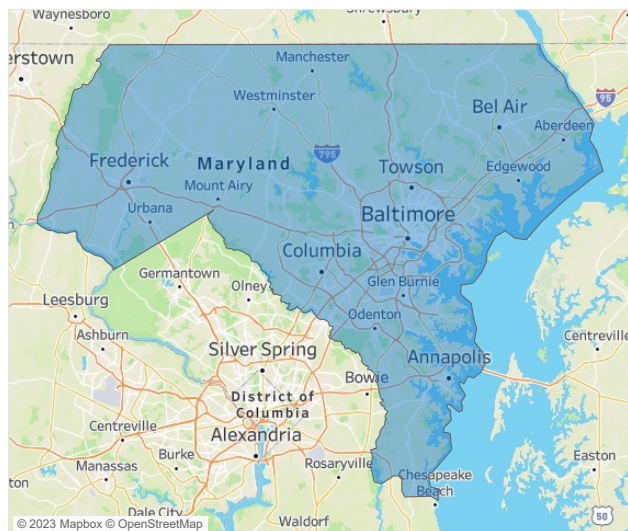 Waynesboro
Shrewsbury
erstown
Manchester
Westminster
95
Bel Air
Aberdeen
795
Frederick
Maryland
Towson
Edgewood
Mount Airy
Urbana
Baltimore
Columbia
Germantown
Glen Burnie
Leesburg
Olney
Odenton
Ashburn
Centreville
Silver Spring
Annapolis
Bowie
District of
Columbia
Centreville
Alexandria
Burke
Easton
Manassas
Rosaryville
Chesapeake
Beach
ton
Dale City
Waldorf
50
© 2023 Mapbox © OpenStreetMap